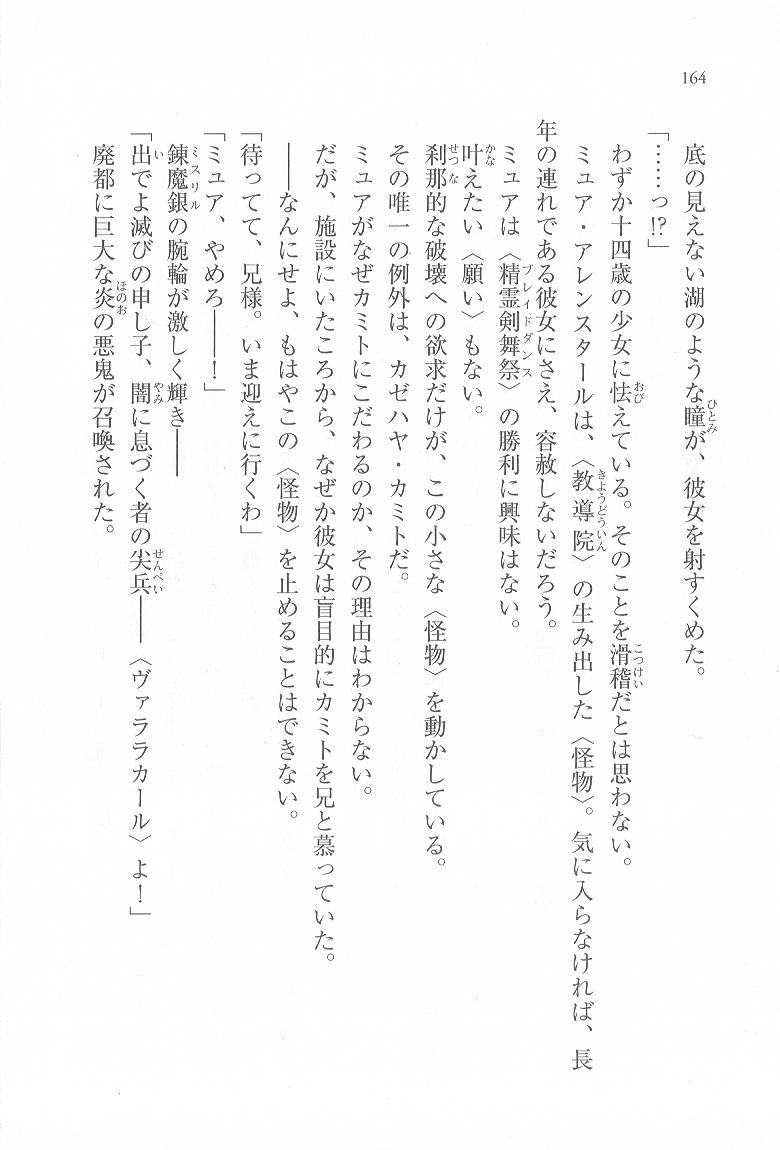 164
底の見えない湖のような瞳が、彼女を射すくめた。
「……っ!?」
わずか十四歳の少女に怯えている。そのことを滑稽だとは思わない。
ミュア・アレンスタールは、〈教導院〉の生み出した〈怪物〉。気に入らなければ、長
年の連れである彼女にさえ、容赦しないだろう。
ミュアは〈精霊剣舞祭〉の勝利に興味はない。
叶えたい〈願い〉もない。
刹那的な破壊への欲求だけが、この小さな〈怪物〉を動かしている。
その唯一の例外は、カゼハヤ・カミトだ。
ミュアがなぜカミトにこだわるのか、その理由はわからない。
だが、施設にいたころから、なぜか彼女は盲目的にカミトを兄と慕っていた。
――なんにせよ、もはやこの〈怪物〉を止めることはできない。
「待ってて、兄様。いま迎えに行くわ」
「ミュア、やめろ――！」
錬魔銀の腕輪が激しく輝き――
「出でよ滅びの申し子、闇に息づく者の尖兵――〈ヴァララカール〉よ！」
廃都に巨大な炎の悪鬼が召喚された。